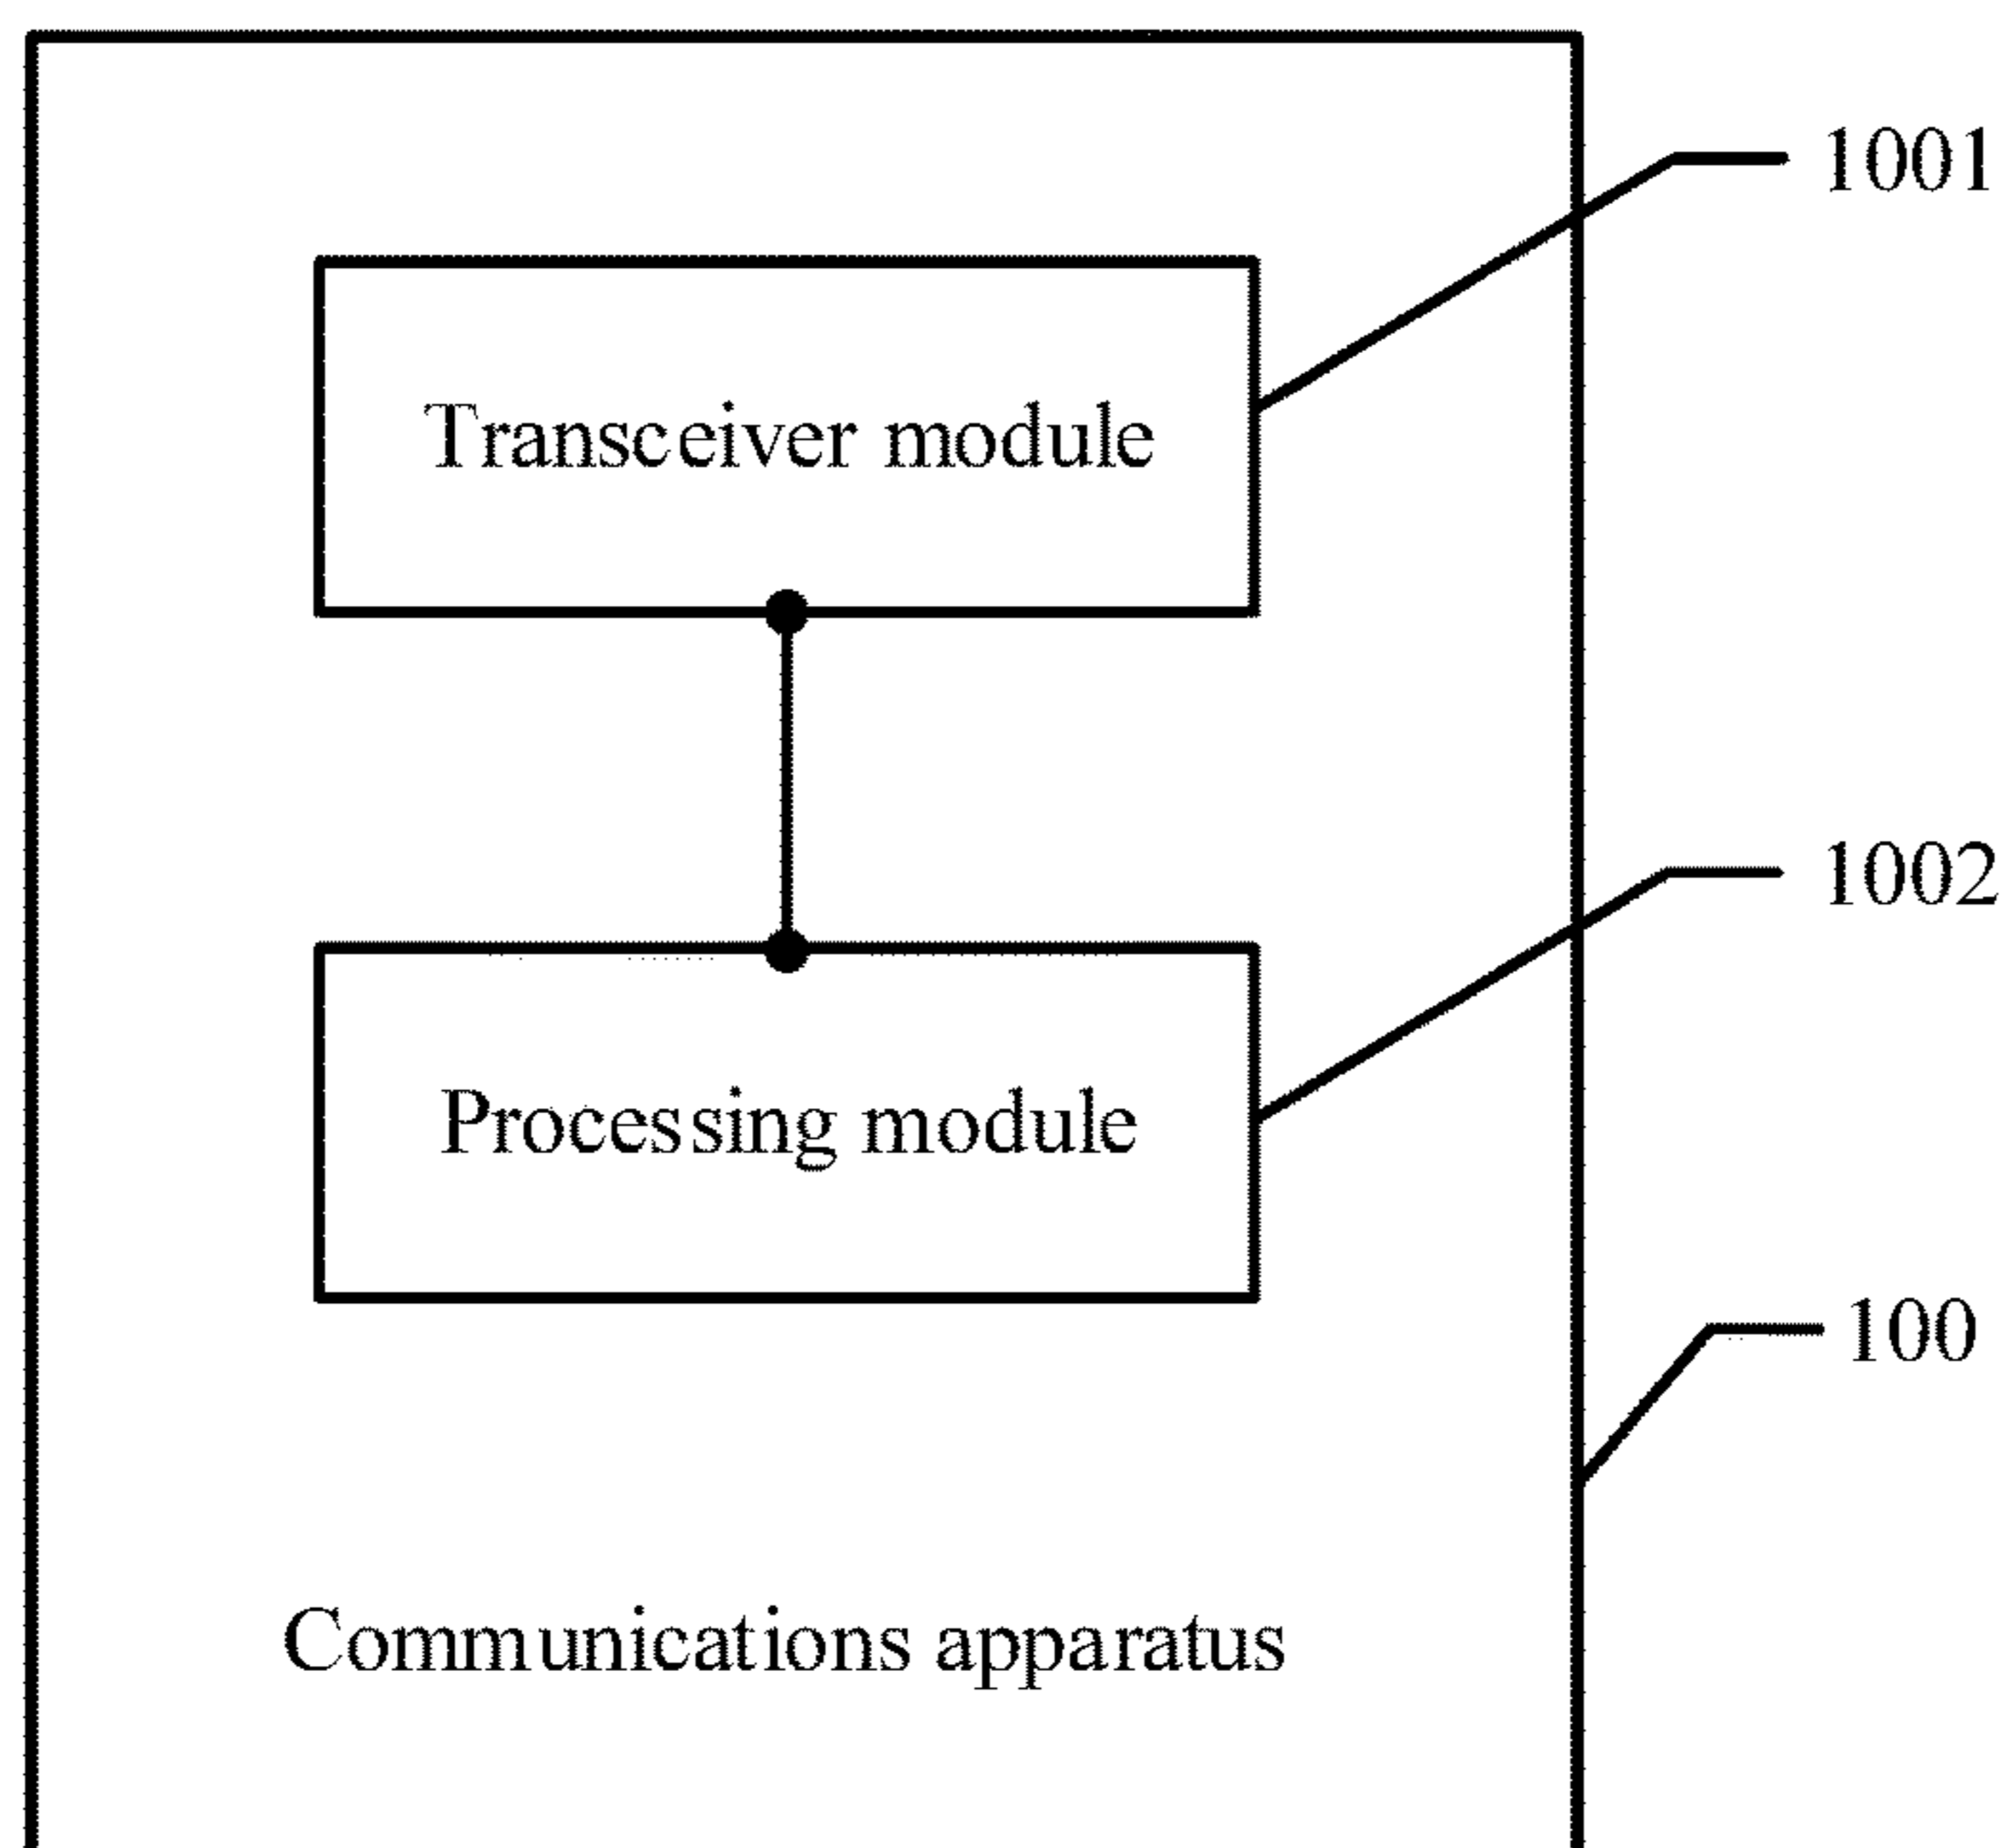 1001
Transceiver module
1002
Processing module
100
Communications apparatus